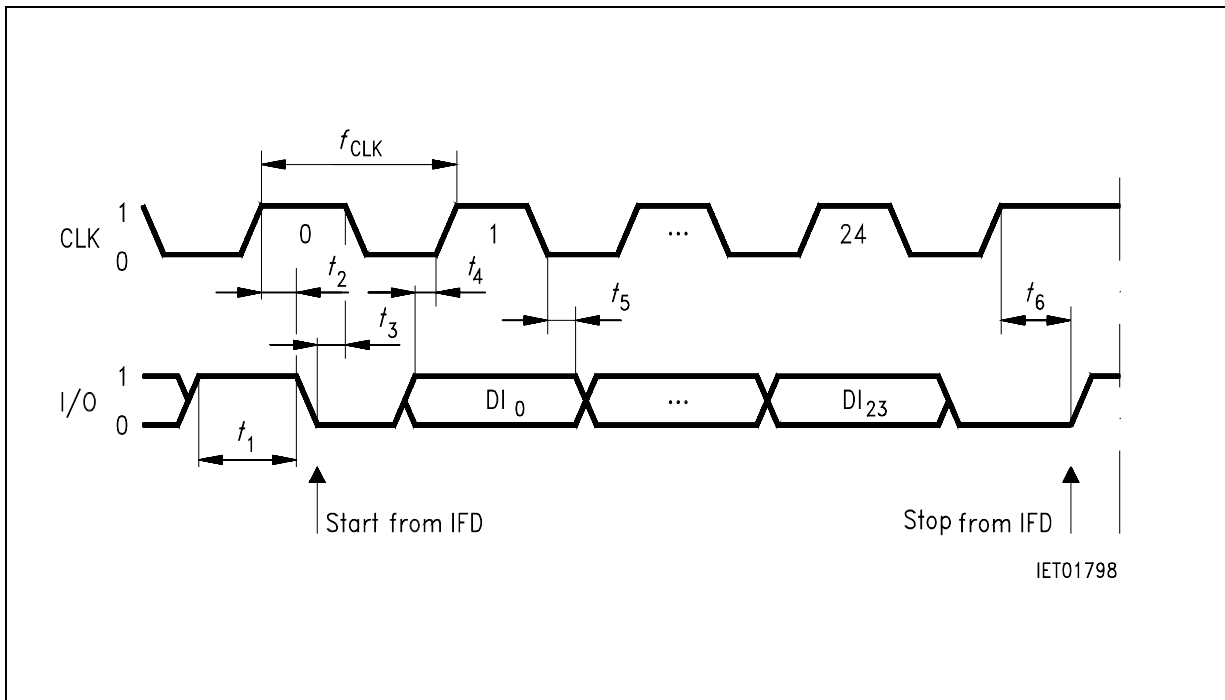 fCLK
1
CLK
0
0
1
...
24
t2
t4
t3
t5
t6
1
I/O
0
DI0
...
DI23
t1
Start from IFD
Stop from IFD
IET01798